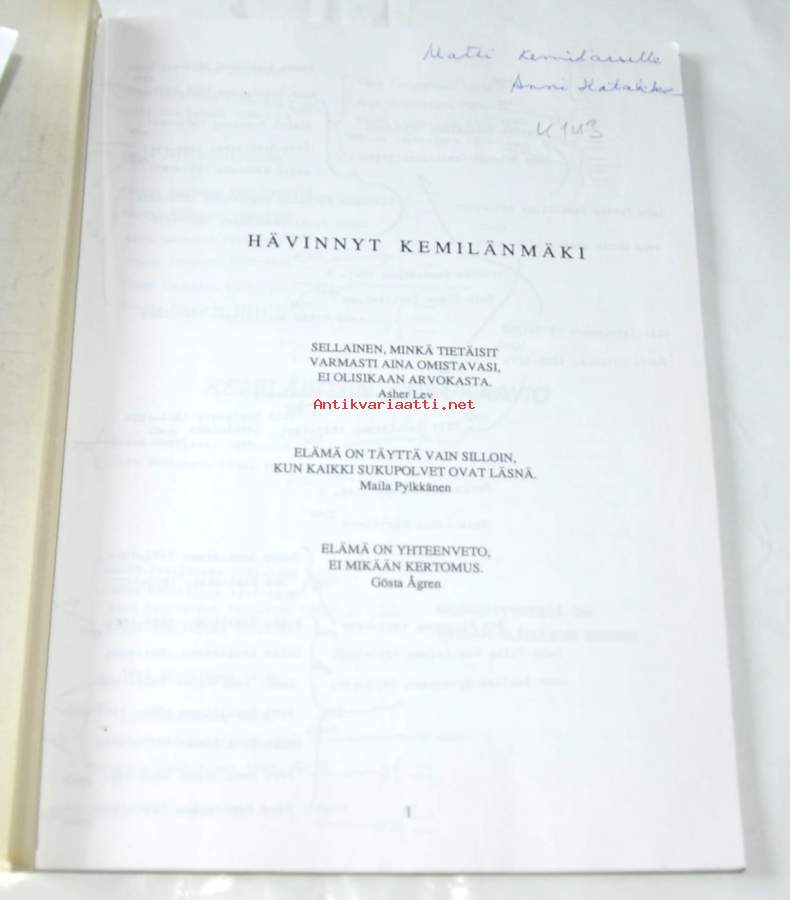 Matti Kemiläiselle
Anni Hätäkkä
HÄVINNYT KEMILÄNMÄKI
SELLAINEN, MINKÄ TIETÄISIT
VARMASTI AINA OMISTAVASI,
EI OLISIKAAN ARVOKASTA.
Asher Lev
Antikvariaatti.net
ELÄMÄ ON TÄYTTÄ VAIN SILLOIN,
KUN KAIKKI SUKUPOLVET OVAT LÄSNÄ.
Maila Pylkkänen
ELÄMÄ ON YHTEENVETO,
EI MIKÄÄN KERTOMUS.
Gösta Ågren
1